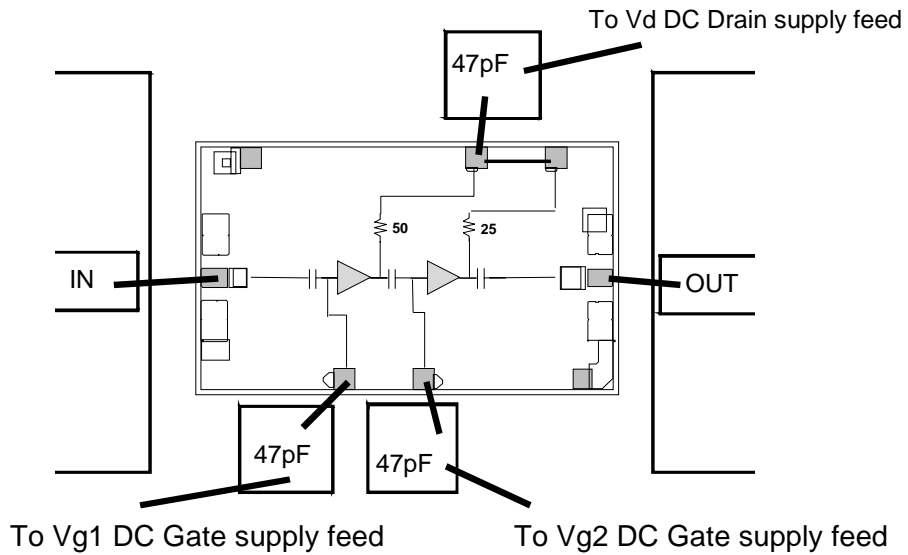 To Vd DC Drain supply feed
47pF
50
25
IN
OUT
47pF
47pF
To Vg1 DC Gate supply feed
To Vg2 DC Gate supply feed